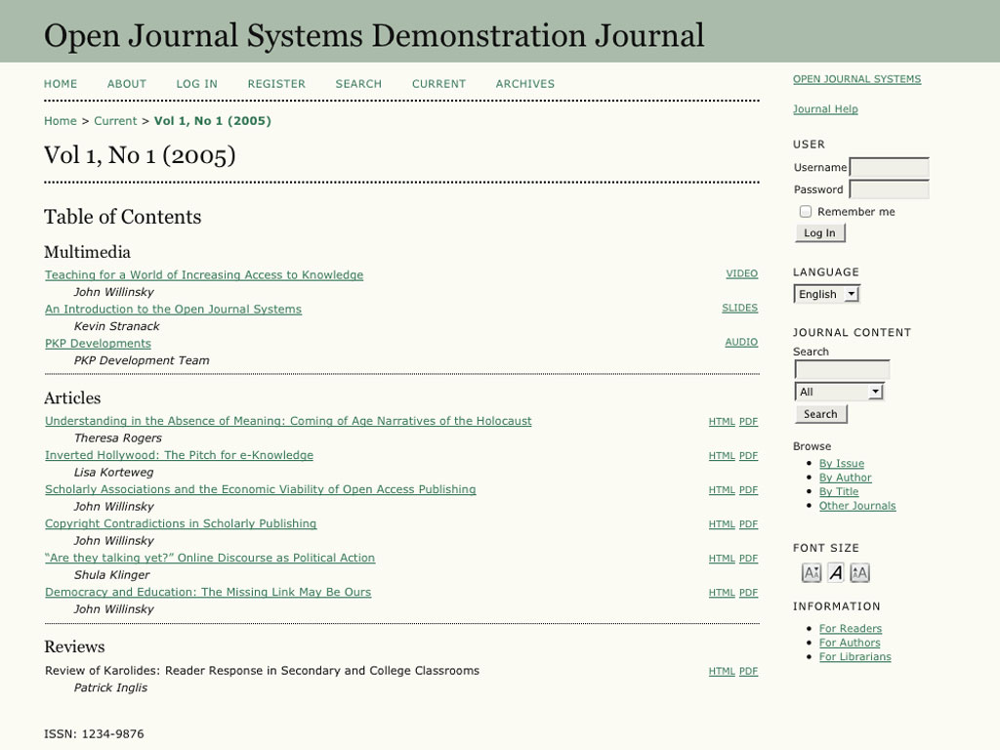 Open Journal Systems Demonstration Journal
HOME ABOUT LOG IN REGISTER SEARCH CURRENT ARCHIVES
Home > Current > Vol 1, No 1 (2005)
Vol 1, No 1 (2005)
Table of Contents
Multimedia
Teaching for a World of Increasing Access to Knowledge VIDEO
John Willinsky
An Introduction to the Open Journal Systems SLIDES
Kevin Stranack
PKP Developments AUDIO
PKP Development Team
Articles
Understanding in the Absence of Meaning: Coming of Age Narratives of the Holocaust HTML PDF
Theresa Rogers
Inverted Hollywood: The Pitch for e-Knowledge HTML PDF
Lisa Korteweg
Scholarly Associations and the Economic Viability of Open Access Publishing HTML PDF
John Willinsky
Copyright Contradictions in Scholarly Publishing HTML PDF
John Willinsky
“Are they talking yet?” Online Discourse as Political Action HTML PDF
Shula Klinger
Democracy and Education: The Missing Link May Be Ours HTML PDF
John Willinsky
Reviews
Review of Karolides: Reader Response in Secondary and College Classrooms HTML PDF
Patrick Inglis
ISSN: 1234-9876
OPEN JOURNAL SYSTEMS
Journal Help
USER
Username
Password
Remember me
Log In
LANGUAGE
English
JOURNAL CONTENT
Search
All
Search
Browse
By Issue
By Author
By Title
Other Journals
FONT SIZE
A A A A A
INFORMATION
For Readers
For Authors
For Librarians